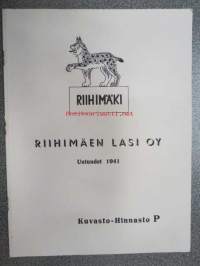 RIIHIMÄKI
RIIHIMÄEN LASI OY
Uutuudet 1941
Kuvasto-Hinnasto P